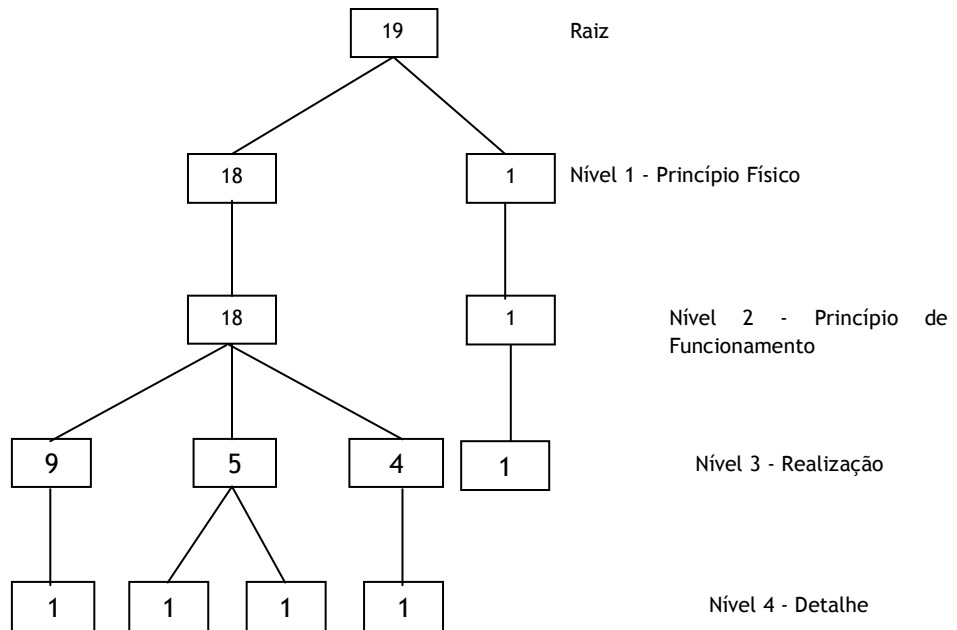 19 Raiz
18 1 Nível 1 - Princípio Físico
18 1 Nível 2 - Princípio de
Funcionamento
9 5 4 1 Nível 3 - Realização
1 1 1 1 Nível 4 - Detalhe